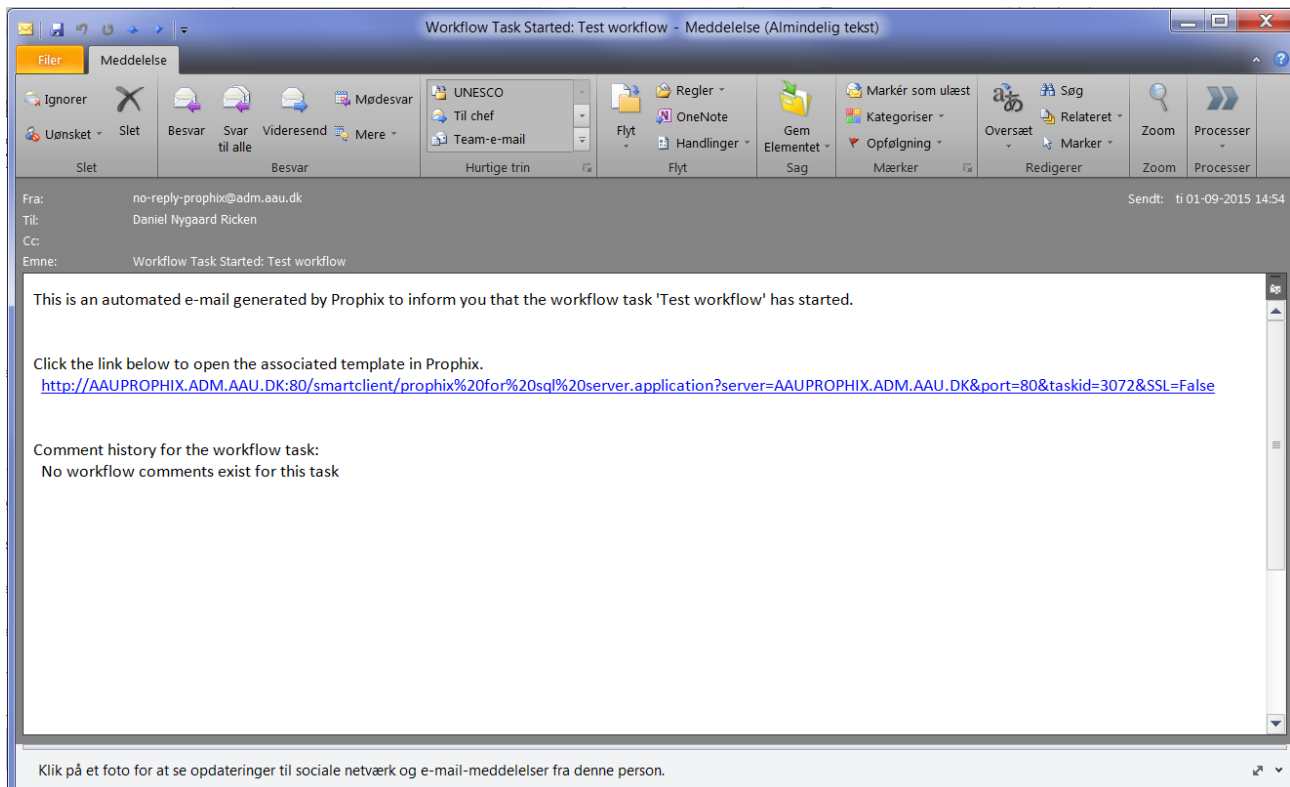 Workflow Task Started: Test workflow - Meddelelse (Almindelig tekst)
Filer Meddelelse
Ignorer
Uønsket
Slet
Slet
Besvar
Svar til alle
Videresend
Mødesvar
Mere
Besvar
UNESCO
Til chef
Team-e-mail
Hurtige trin
Flyt
Regler
OneNote
Handlinger
Flyt
Gem Elementet
Sag
Markér som ulæst
Kategoriser
Opfølgning
Mærker
Oversæt
Søg
Relateret
Marker
Redigerer
Zoom
Zoom
Processer
Processer
Fra: no-reply-prophix@adm.aau.dk Sendt: ti 01-09-2015 14:54
Til: Daniel Nygaard Ricken
Cc:
Emne: Workflow Task Started: Test workflow
This is an automated e-mail generated by Prophix to inform you that the workflow task 'Test workflow' has started.
Click the link below to open the associated template in Prophix.
http://AAUPROPHIX.ADM.AAU.DK:80/smartclient/prophix%20for%20sql%20server.application?server=AAUPROPHIX.ADM.AAU.DK&port=80&taskid=3072&SSL=False
Comment history for the workflow task:
No workflow comments exist for this task
Klik på et foto for at se opdateringer til sociale netværk og e-mail-meddelelser fra denne person.